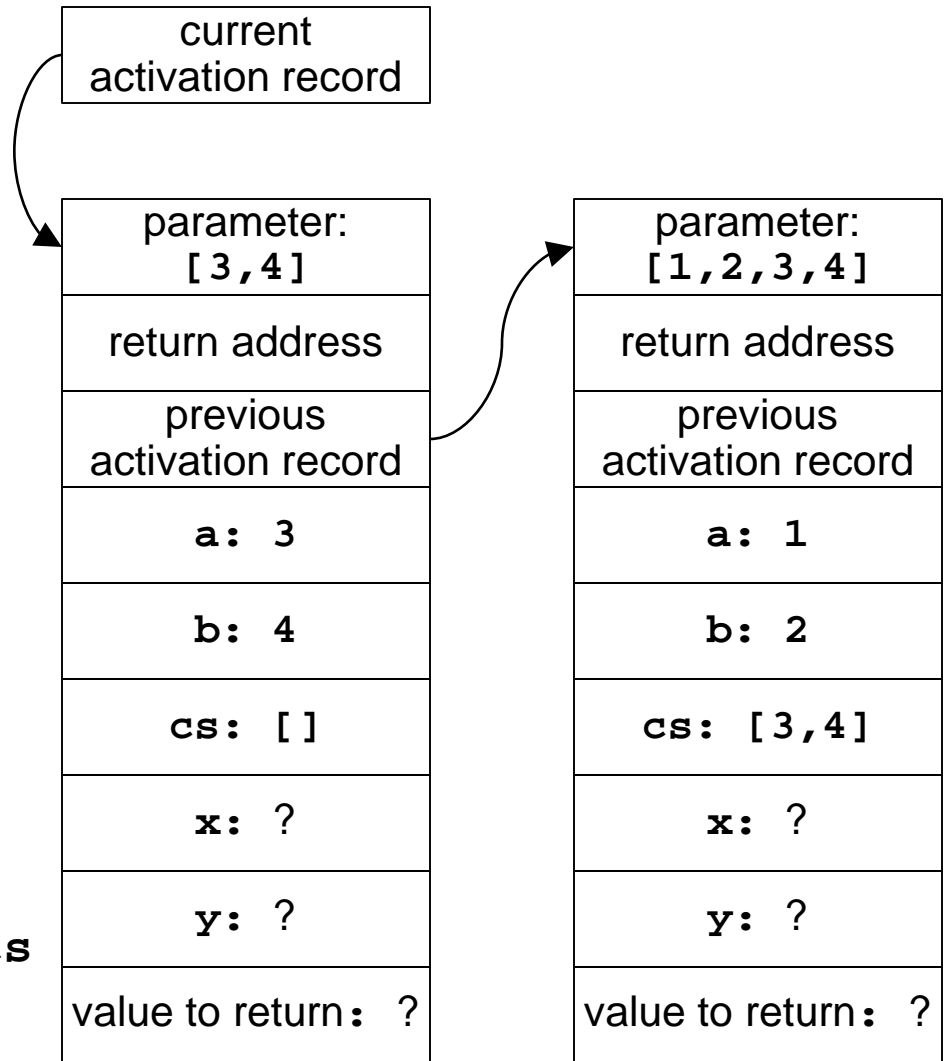 current
activation record
parameter:
[3,4]
return address
previous
activation record
a: 3
b: 4
cs: []
x: ?
y: ?
value to return: ?
parameter:
[1,2,3,4]
return address
previous
activation record
a: 1
b: 2
cs: [3,4]
x: ?
y: ?
value to return: ?
s